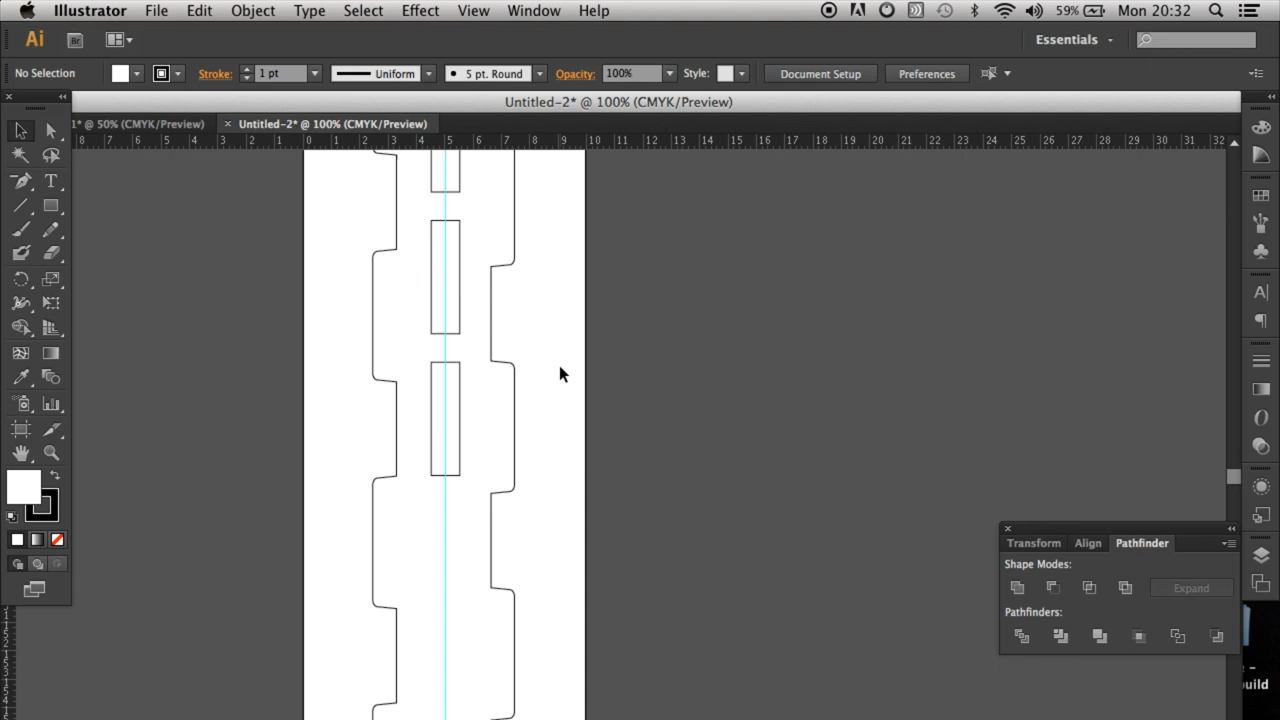 Illustrator File Edit Object Type Select Effect View Window Help 59% Mon 20:32
Ai Br Essentials
No Selection Stroke: 1 pt Uniform 5 pt. Round Opacity: 100% Style: Document Setup Preferences
Untitled-2* @ 100% (CMYK/Preview)
1* @ 50% (CMYK/Preview) × Untitled-2* @ 100% (CMYK/Preview)
8 7 6 5 4 3 2 1 0 1 2 3 4 5 6 7 8 9 10 11 12 13 14 15 16 17 18 19 20 21 22 23 24 25 26 27 28 29 30 31 32
Transform Align Pathfinder
Shape Modes:
Expand
Pathfinders:
uild